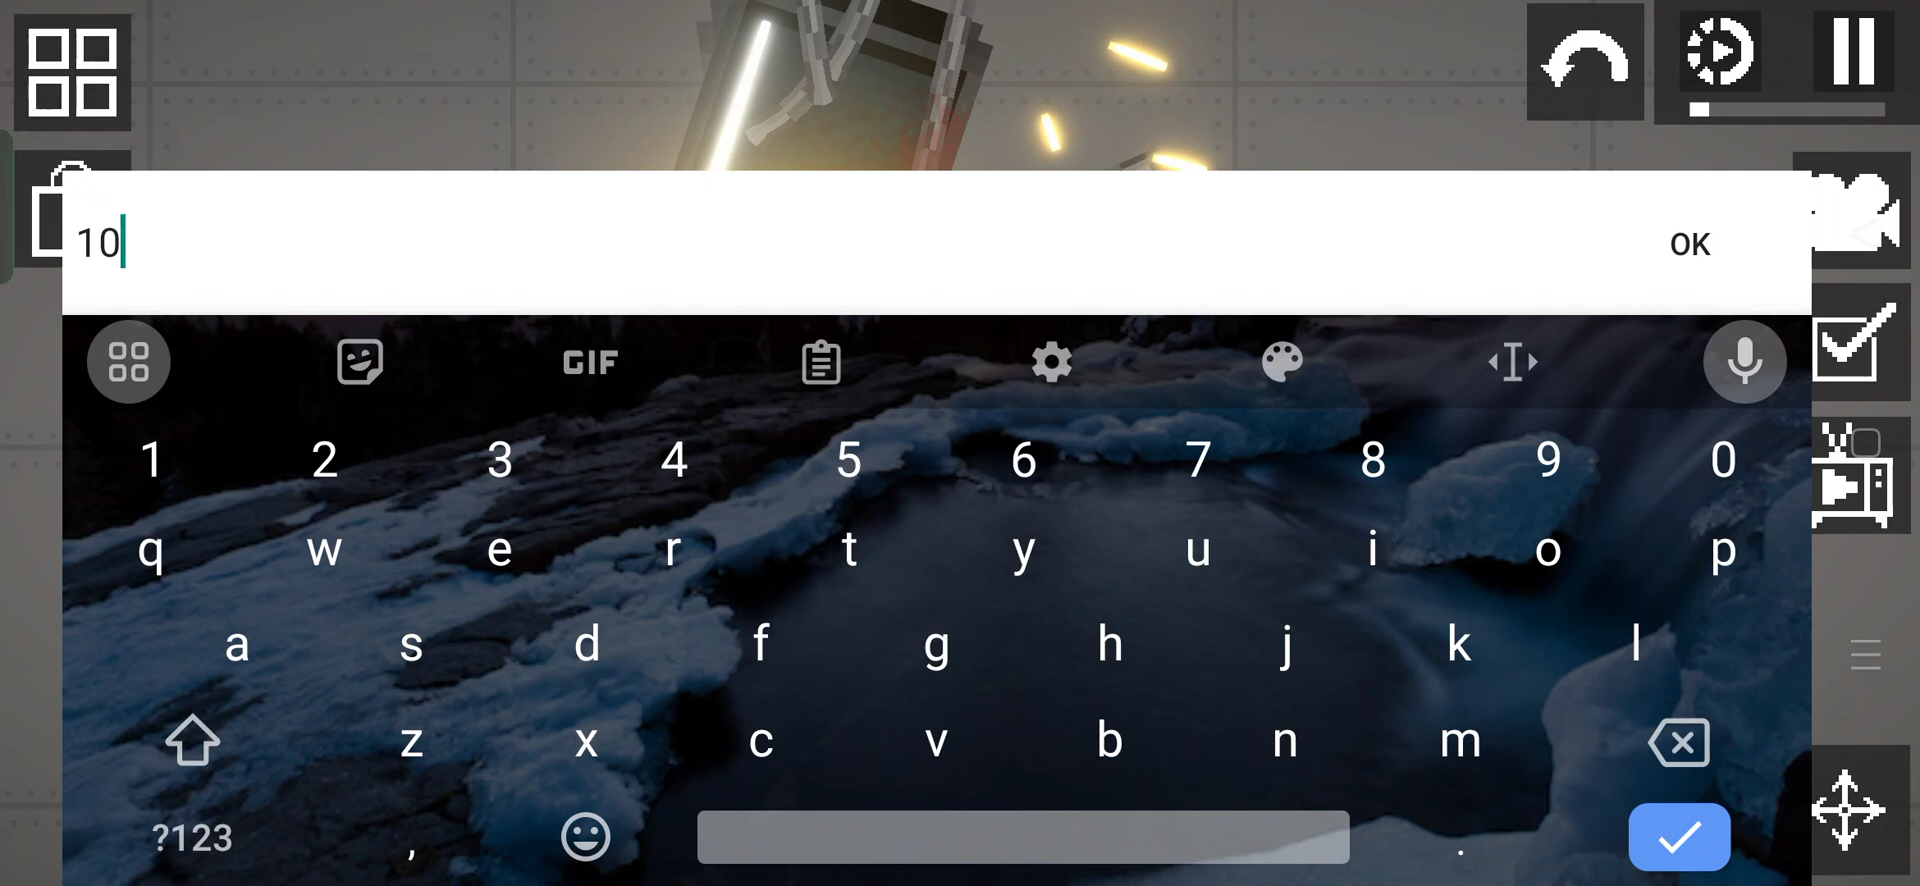 10
OK
GIF
1 2 3 4 5 6 7 8 9 0
q w e r t y u i o p
a s d f g h j k l
z x c v b n m
?123 , .